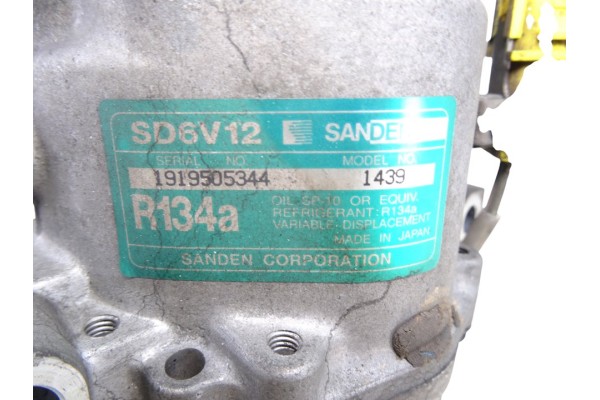 SD6V12 SANDEN
SERIAL NO. MODEL NO.
1919505344 1439
R134a
OIL SP-10 OR EQUIV.
REFRIGERANT: R134a
VARIABLE-DISPLACEMENT
MADE IN JAPAN
SANDEN CORPORATION